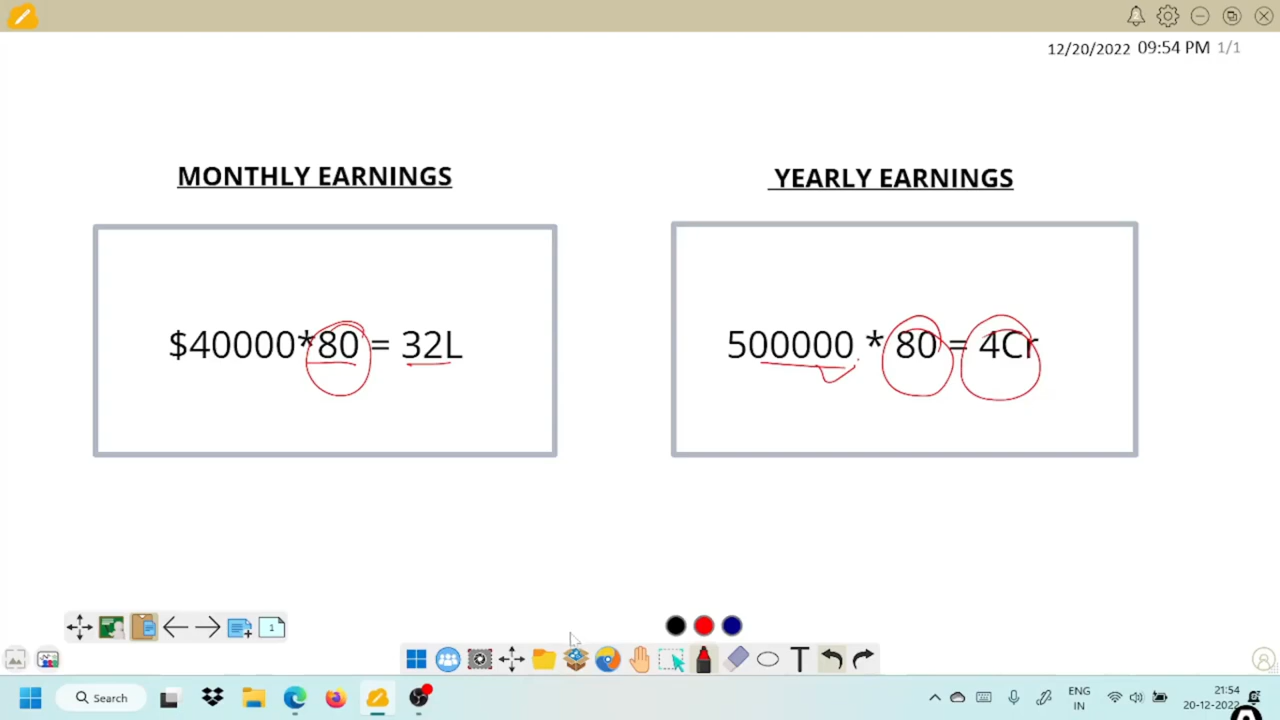 12/20/2022 09:54 PM 1/1
MONTHLY EARNINGS
YEARLY EARNINGS
$40000*80 = 32L
500000 * 80 = 4Cr
1
T
Search
ENG
IN
21:54
20-12-2022